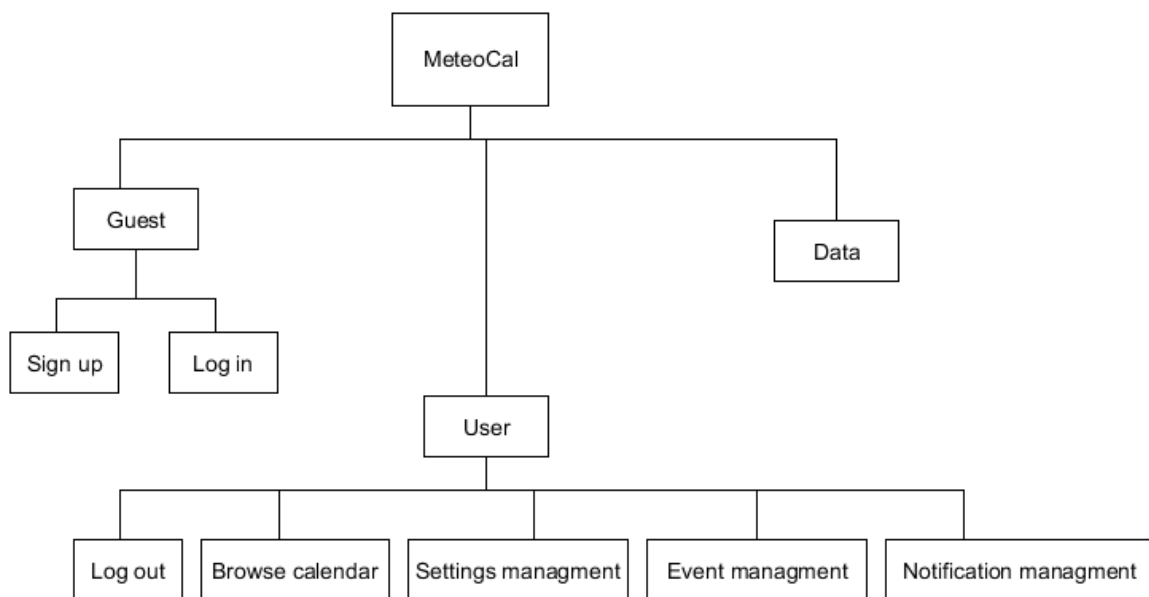 MeteoCal
Guest
Data
Sign up
Log in
User
Log out
Browse calendar
Settings managment
Event managment
Notification managment